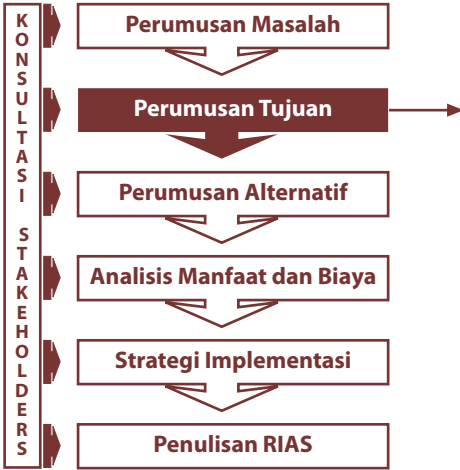 KONSULTASI STAKEHOLDERS
Perumusan Masalah
Perumusan Tujuan
Perumusan Alternatif
Analisis Manfaat dan Biaya
Strategi Implementasi
Penulisan RIAS